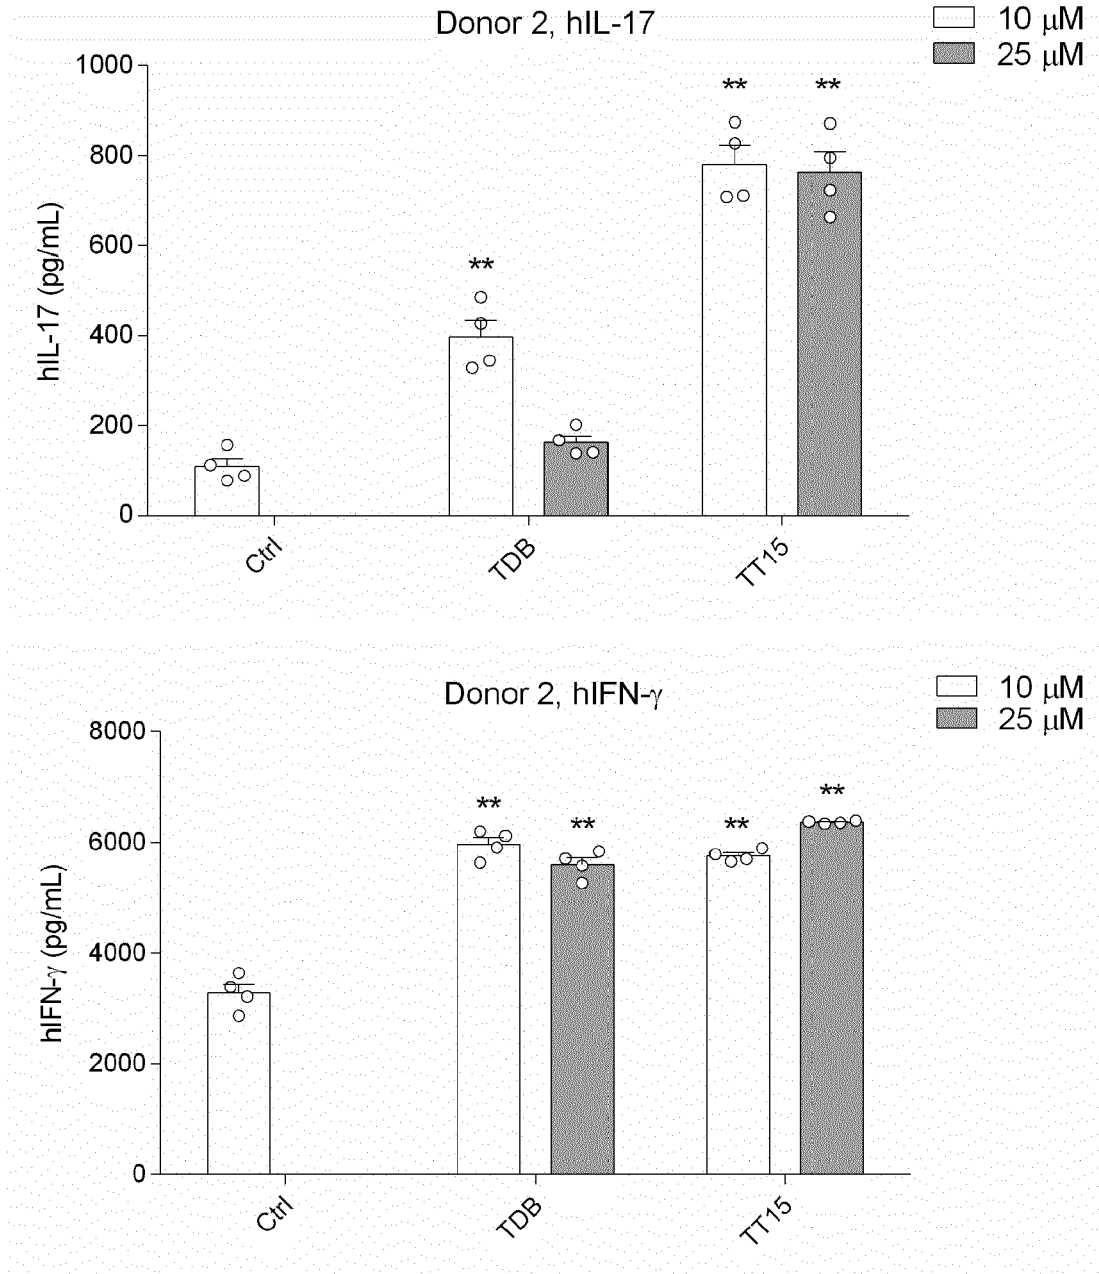 Donor 2, hIL-17
10 μM
25 μM
1000
800
600
400
200
0
hIL-17 (pg/mL)
**
**
**
Ctrl
TDB
TT15
Donor 2, hIFN-γ
10 μM
25 μM
8000
6000
4000
2000
0
hIFN-γ (pg/mL)
**
**
**
**
Ctrl
TDB
TT15